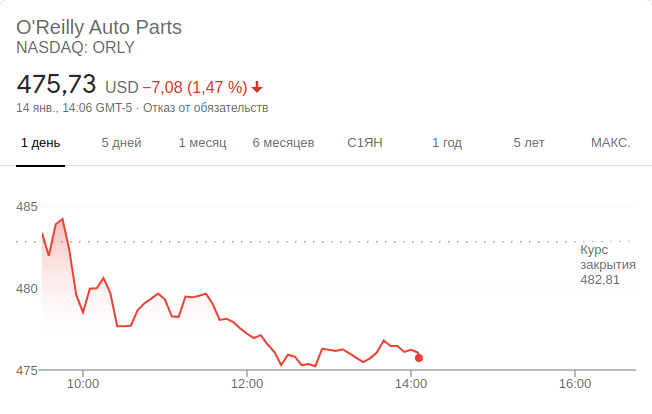 O'Reilly Auto Parts
NASDAQ: ORLY
475,73 USD −7,08 (1,47 %)
14 янв., 14:06 GMT-5 · Отказ от обязательств
1 день 5 дней 1 месяц 6 месяцев С1ЯН 1 год 5 лет МАКС.
485
Курс
закрытия
482,81
480
475
10:00 12:00 14:00 16:00